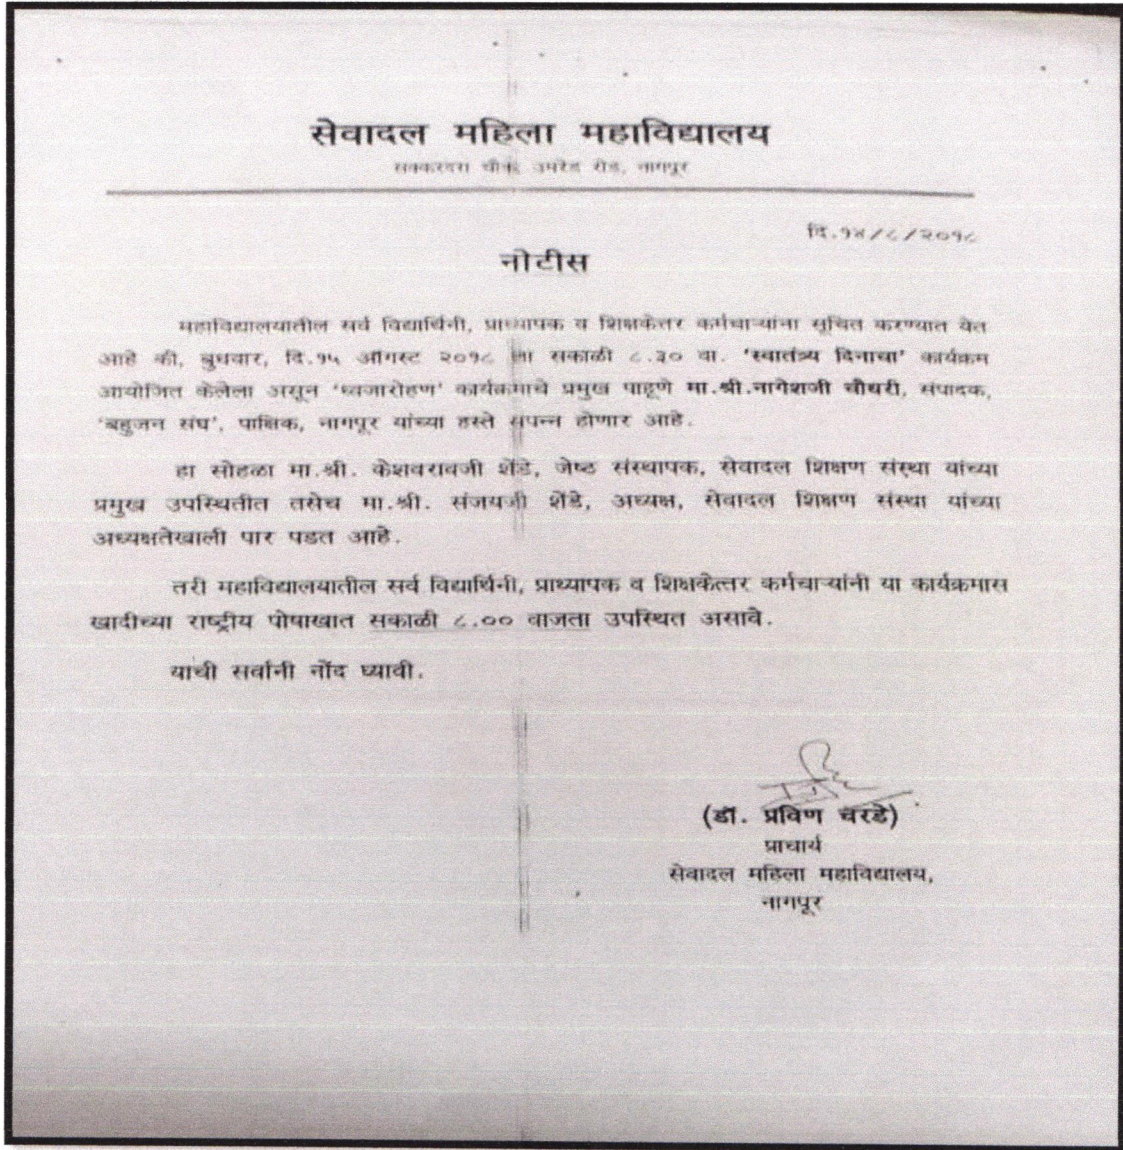 सेवादल महिला महाविद्यालय
सक्करदरा चौक, उमरेड रोड, नागपूर
दि.१४/८/२०१८
नोटीस
महाविद्यालयातील सर्व विद्यार्थिनी, प्राध्यापक व शिक्षकेत्तर कर्मचाऱ्यांना सूचित करण्यात येत
आहे की, बुधवार, दि.१५ ऑगस्ट २०१८ ला सकाळी ८.३० वा. 'स्वातंत्र्य दिनाचा' कार्यक्रम
आयोजित केलेला असून 'ध्वजारोहण' कार्यक्रमाचे प्रमुख पाहूणे मा.श्री.नागेशजी चौधरी, संपादक,
'बहुजन संघ', पाक्षिक, नागपूर यांच्या हस्ते संपन्न होणार आहे.
हा सोहळा मा.श्री. केशवरावजी शेंडे, जेष्ठ संस्थापक, सेवादल शिक्षण संस्था यांच्या
प्रमुख उपस्थितीत तसेच मा.श्री. संजयजी शेंडे, अध्यक्ष, सेवादल शिक्षण संस्था यांच्या
अध्यक्षतेखाली पार पडत आहे.
तरी महाविद्यालयातील सर्व विद्यार्थिनी, प्राध्यापक व शिक्षकेत्तर कर्मचाऱ्यांनी या कार्यक्रमास
खादीच्या राष्ट्रीय पोषाखात सकाळी ८.०० वाजता उपस्थित असावे.
याची सर्वांनी नोंद घ्यावी.
(डॉ. प्रविण चरडे)
प्राचार्य
सेवादल महिला महाविद्यालय,
नागपूर